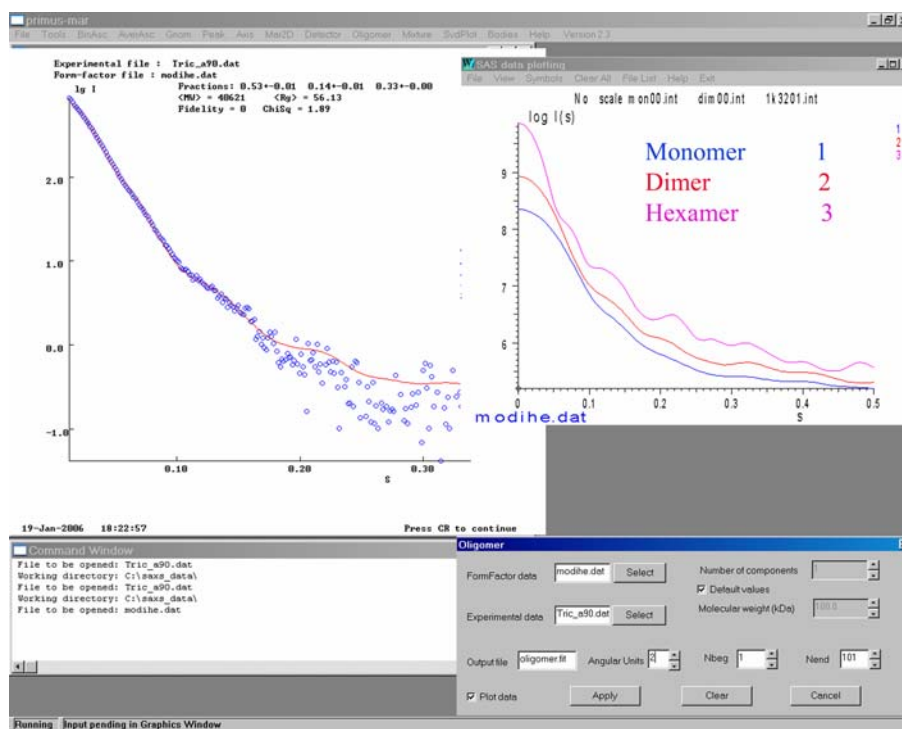 primus-mar
File Tools BinAsc AverAsc Gnom Peak Axis Mar2D Detector Oligomer Mixture SvdPlot Bodies Help Version 2.3
Experimental file : Tric_a90.dat
Form-factor file : modihe.dat
Fractions: 0.53+-0.01 0.14+-0.01 0.33+-0.00
<MW> = 40621 <Rg> = 56.13
Fidelity = 0 ChiSq = 1.89
lg I
2.0
1.0
0.0
-1.0
0.10 0.20 0.30
S
19-Jan-2006 18:22:57 Press CR to continue
SAS data plotting
File View Symbols Clear All File List Help Exit
No scale mon00.int dim00.int 1k3201.int
log I(s)
1
2
3
Monomer 1
Dimer 2
Hexamer 3
9
8
7
6
0 0.1 0.2 0.3 0.4 0.5
S
modihe.dat
Command Window
File to be opened: Tric_a90.dat
Working directory: C:\saxs_data\
File to be opened: Tric_a90.dat
Working directory: C:\saxs_data\
File to be opened: modihe.dat
Oligomer
FormFactor data modihe.dat Select Number of components
Default values
Experimental data Tric_a90.dat Select Molecular weight (kDa) 100.0
Output file oligomer.fit Angular Units 2 Nbeg 1 Nend 101
Plot data Apply Clear Cancel
Running Input pending in Graphics Window